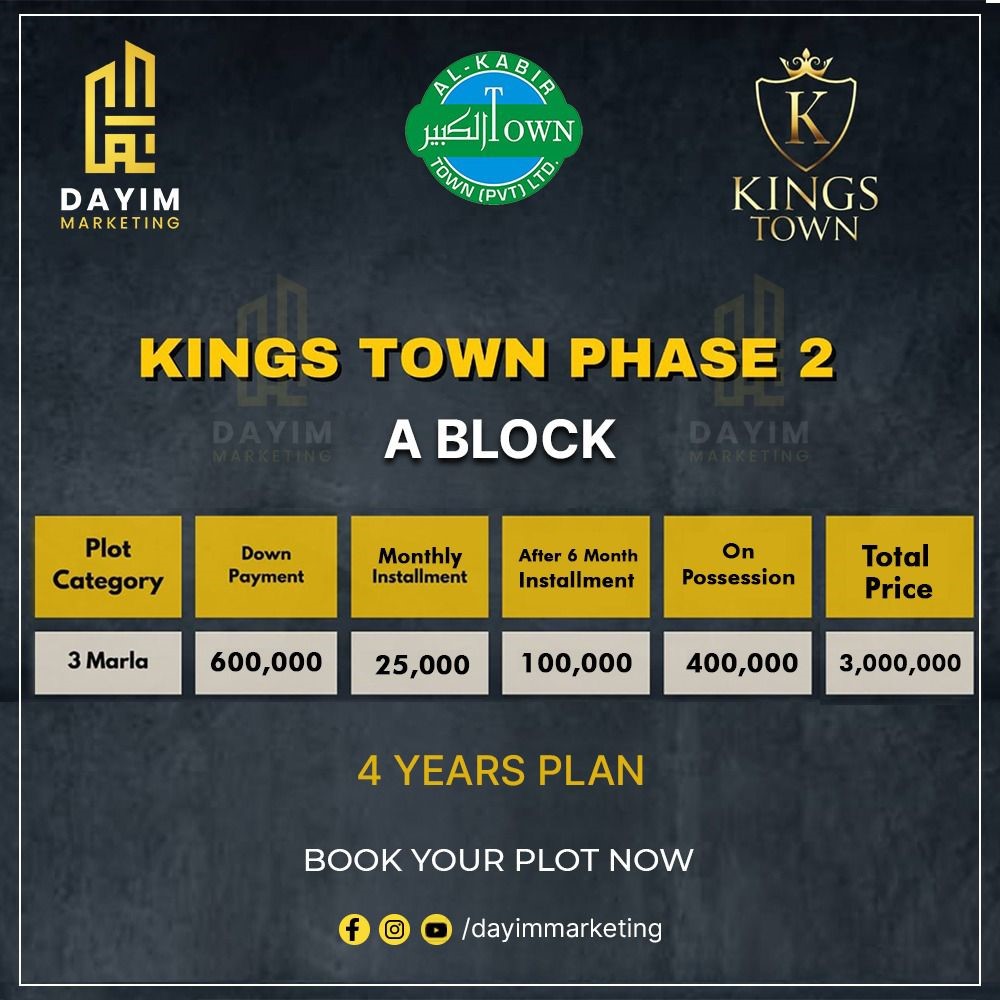 DAYIM
MARKETING
AL-KABIR
الكبير TOWN
TOWN (PVT) LTD.
K
KINGS
TOWN
KINGS TOWN PHASE 2
DAYIM
MARKETING
A BLOCK
DAYIM
MARKETING
Plot
Category
Down
Payment
Monthly
Installment
After 6 Month
Installment
On
Possession
Total
Price
3 Marla
600,000
25,000
100,000
400,000
3,000,000
4 YEARS PLAN
BOOK YOUR PLOT NOW
/dayimmarketing